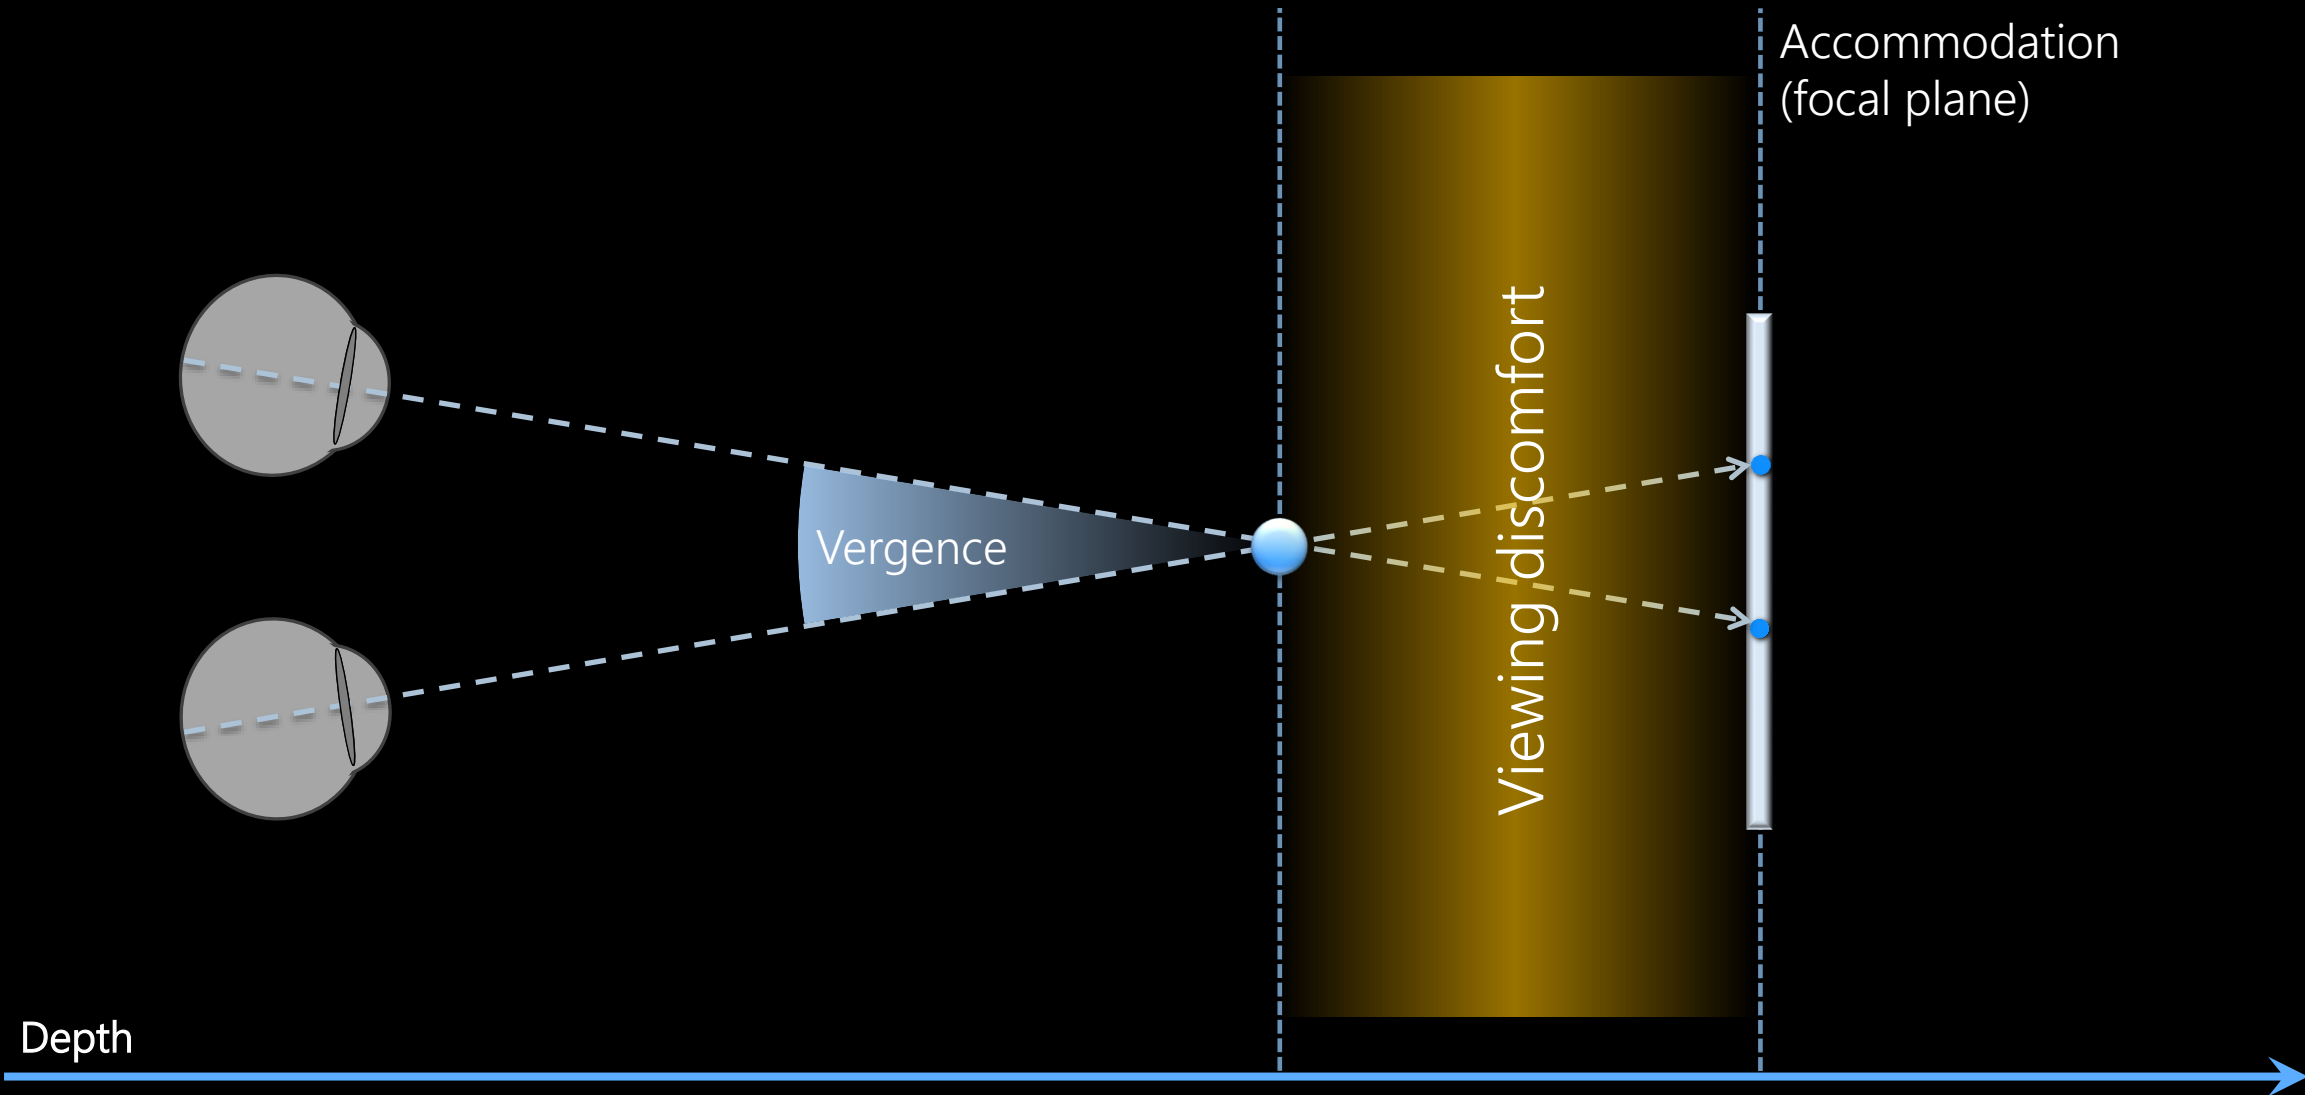 Accommodation
(focal plane)
Viewing discomfort
Vergence
Depth